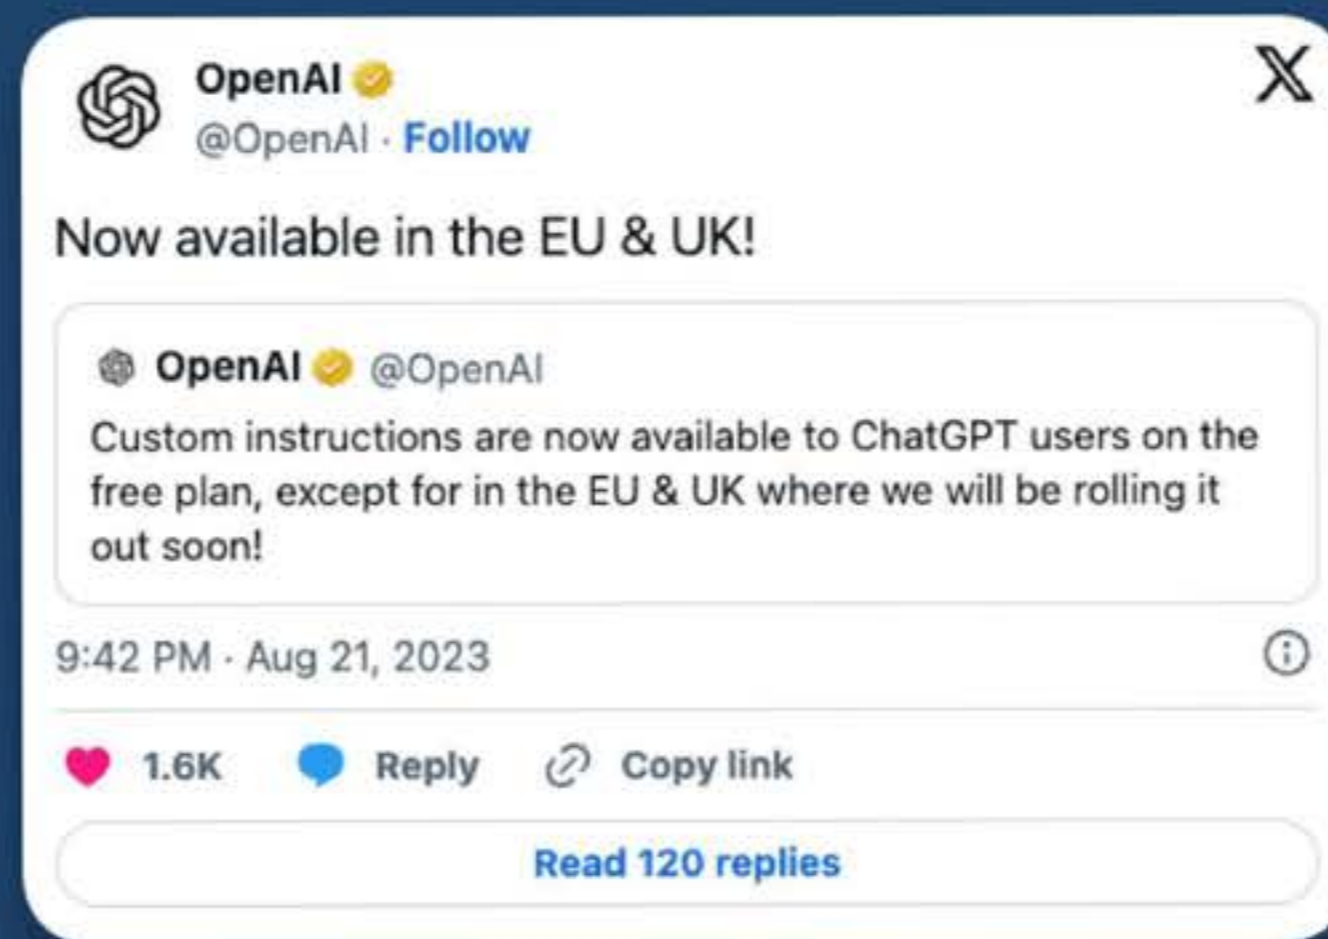 OpenAI
@OpenAI · Follow
Now available in the EU & UK!
OpenAI @OpenAI
Custom instructions are now available to ChatGPT users on the
free plan, except for in the EU & UK where we will be rolling it
out soon!
9:42 PM · Aug 21, 2023
1.6K Reply Copy link
Read 120 replies